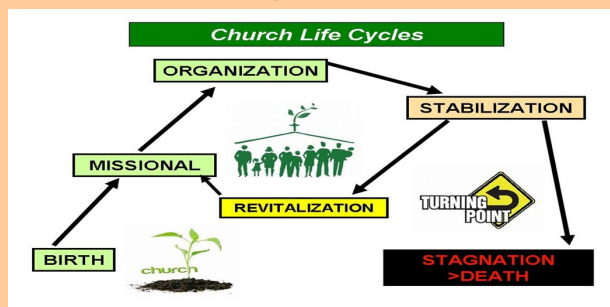 Church Life Cycles
ORGANIZATION
STABILIZATION
MISSIONAL
REVITALIZATION
TURNING
POINT
BIRTH
church
STAGNATION
>DEATH